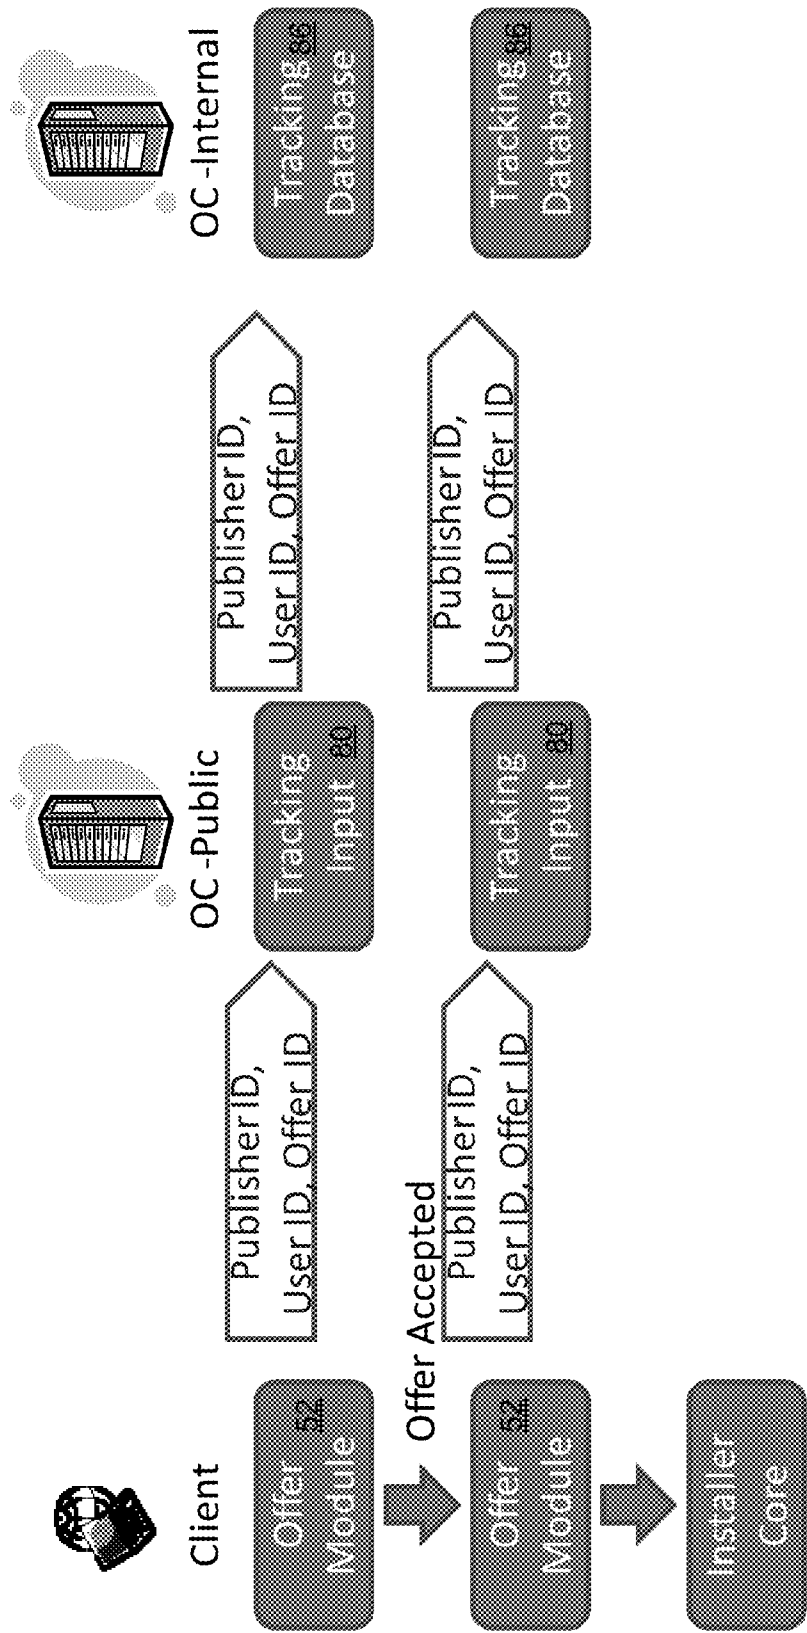 Client
OC -Public
OC -Internal
Offer
Module 52
Publisher ID,
User ID, Offer ID
Tracking
Input 80
Publisher ID,
User ID, Offer ID
Tracking 86
Database
Offer Accepted
Offer
Module 52
Publisher ID,
User ID, Offer ID
Tracking
Input 80
Publisher ID,
User ID, Offer ID
Tracking 86
Database
Installer
Core